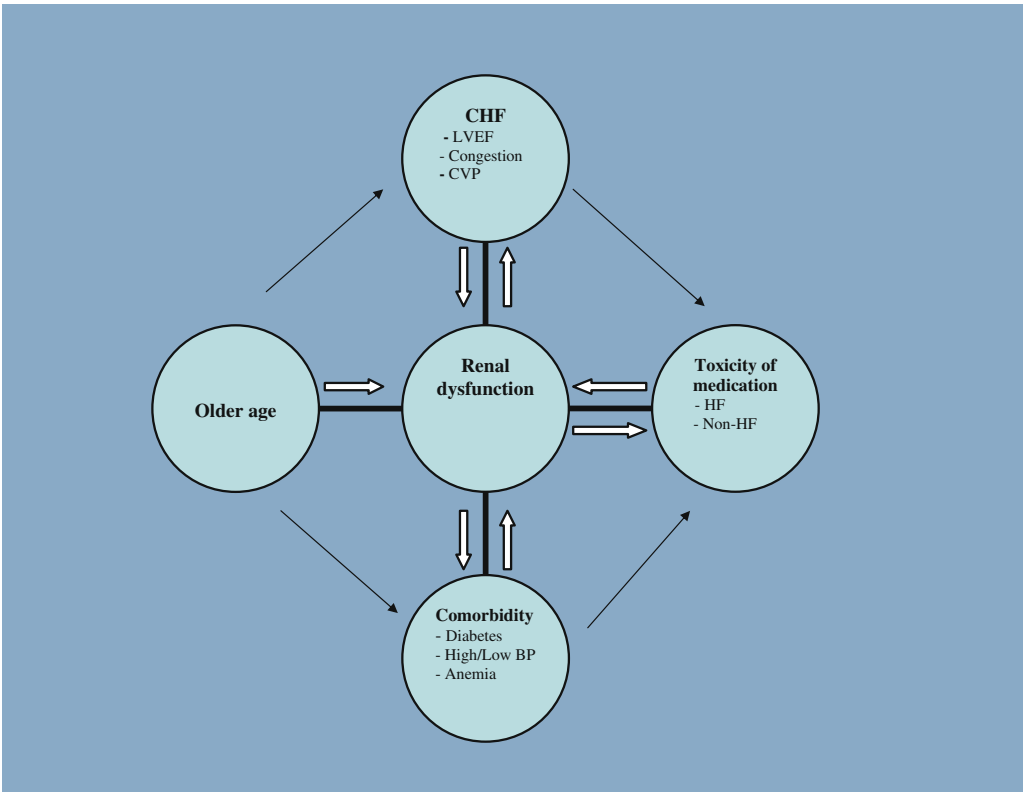 CHF
- LVEF
- Congestion
- CVP
Older age
Renal
dysfunction
Toxicity of
medication
- HF
- Non-HF
Comorbidity
- Diabetes
- High/Low BP
- Anemia